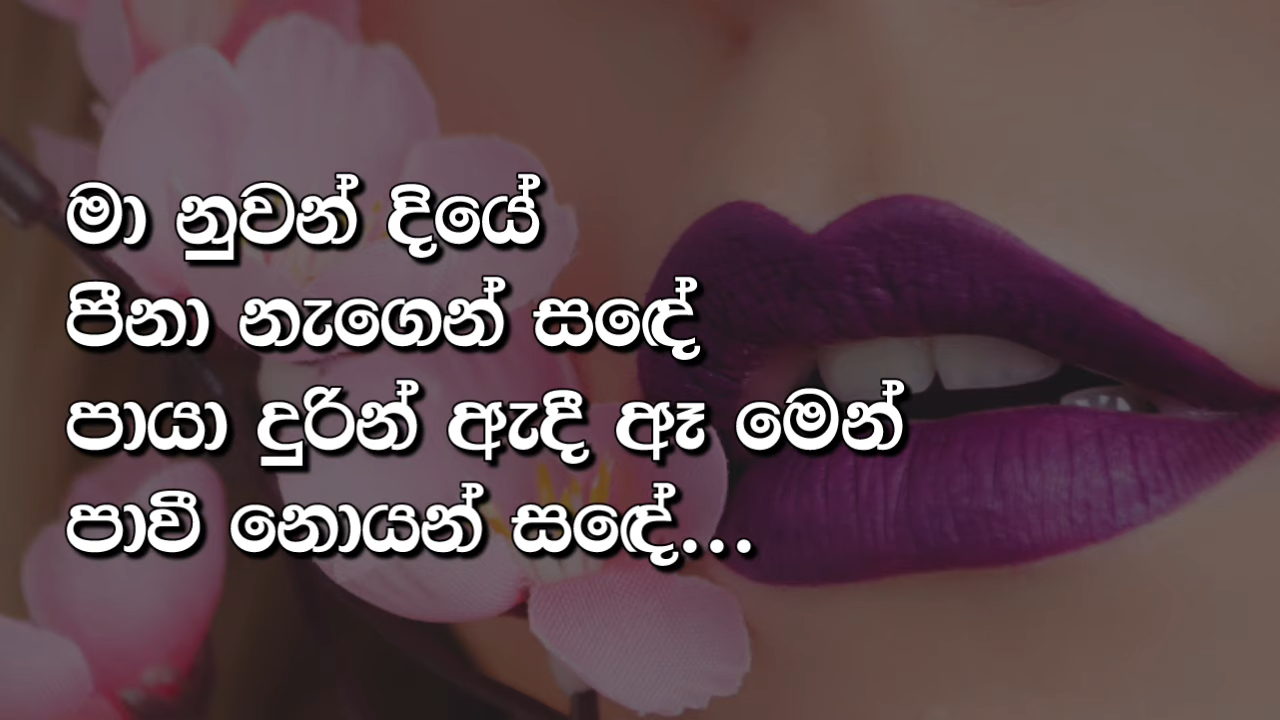 මා නුවන් දියේ
පීනා නැගෙන් සඳේ
පායා දුරින් ඇදී ඈ මෙන්
පාවී නොයන් සඳේ...